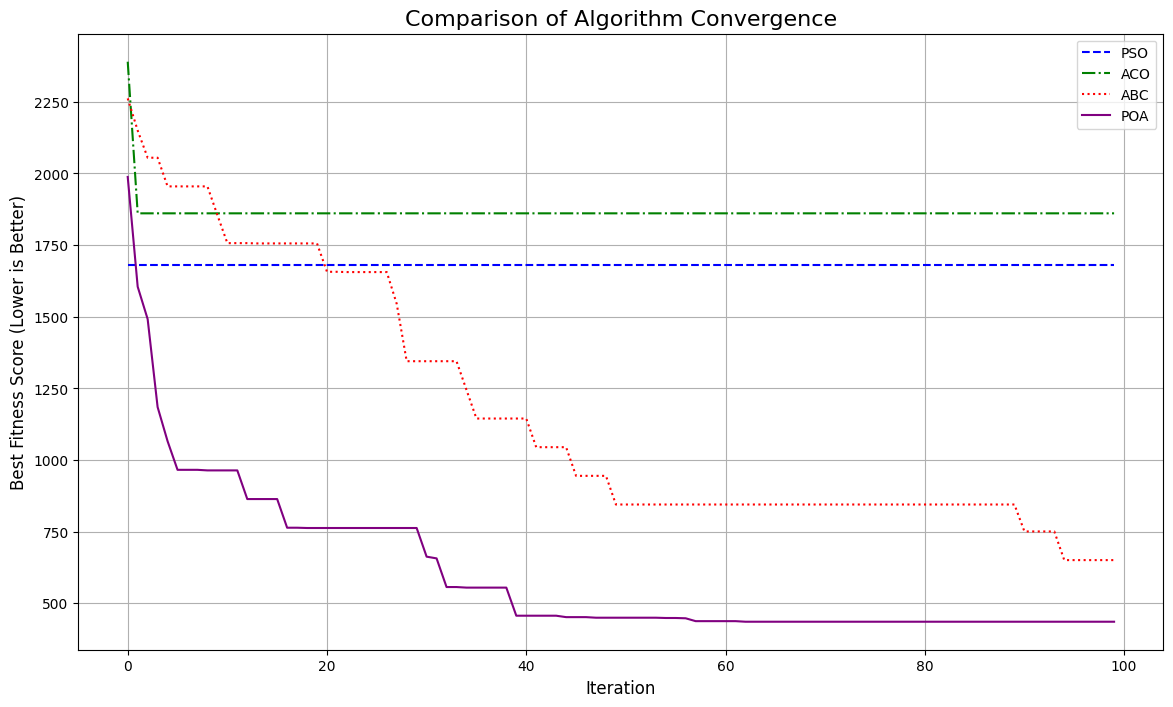 Comparison of Algorithm Convergence
PSO
ACO
ABC
POA
Best Fitness Score (Lower is Better)
2250
2000
1750
1500
1250
1000
750
500
0
20
40
60
80
100
Iteration